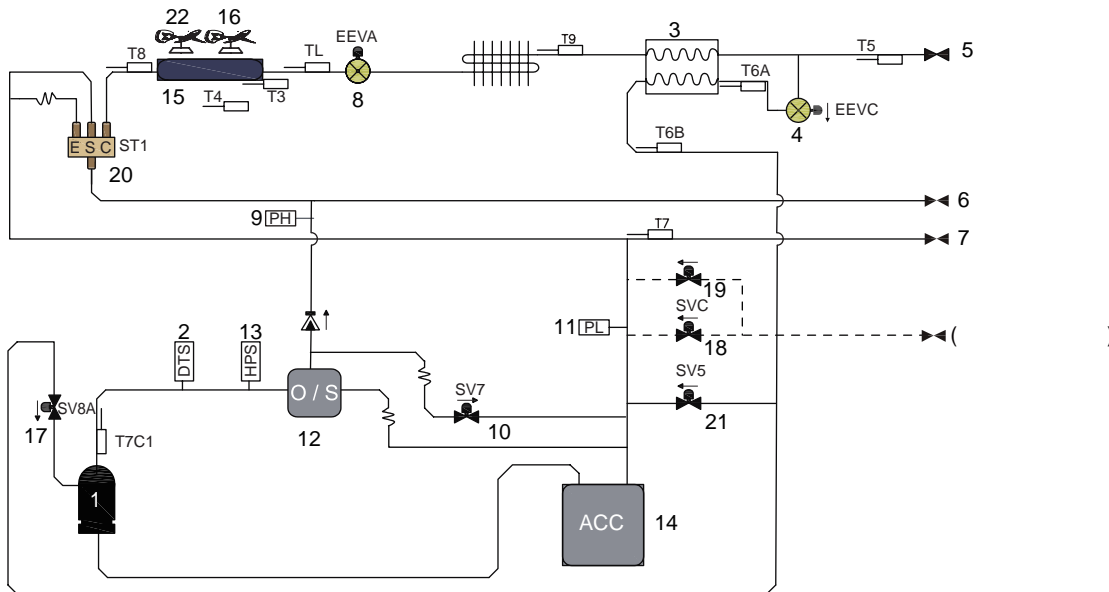 22
16
EEVA
T8
TL
T9
3
T5
5
15
T4
T3
8
T6A
4
EEVC
E S C
ST1
20
T6B
6
9
PH
T7
7
19
SVC
11
PL
18
(
)
2
13
DTS
HPS
SV5
O / S
SV7
SV8A
17
12
10
21
T7C1
1
ACC
14